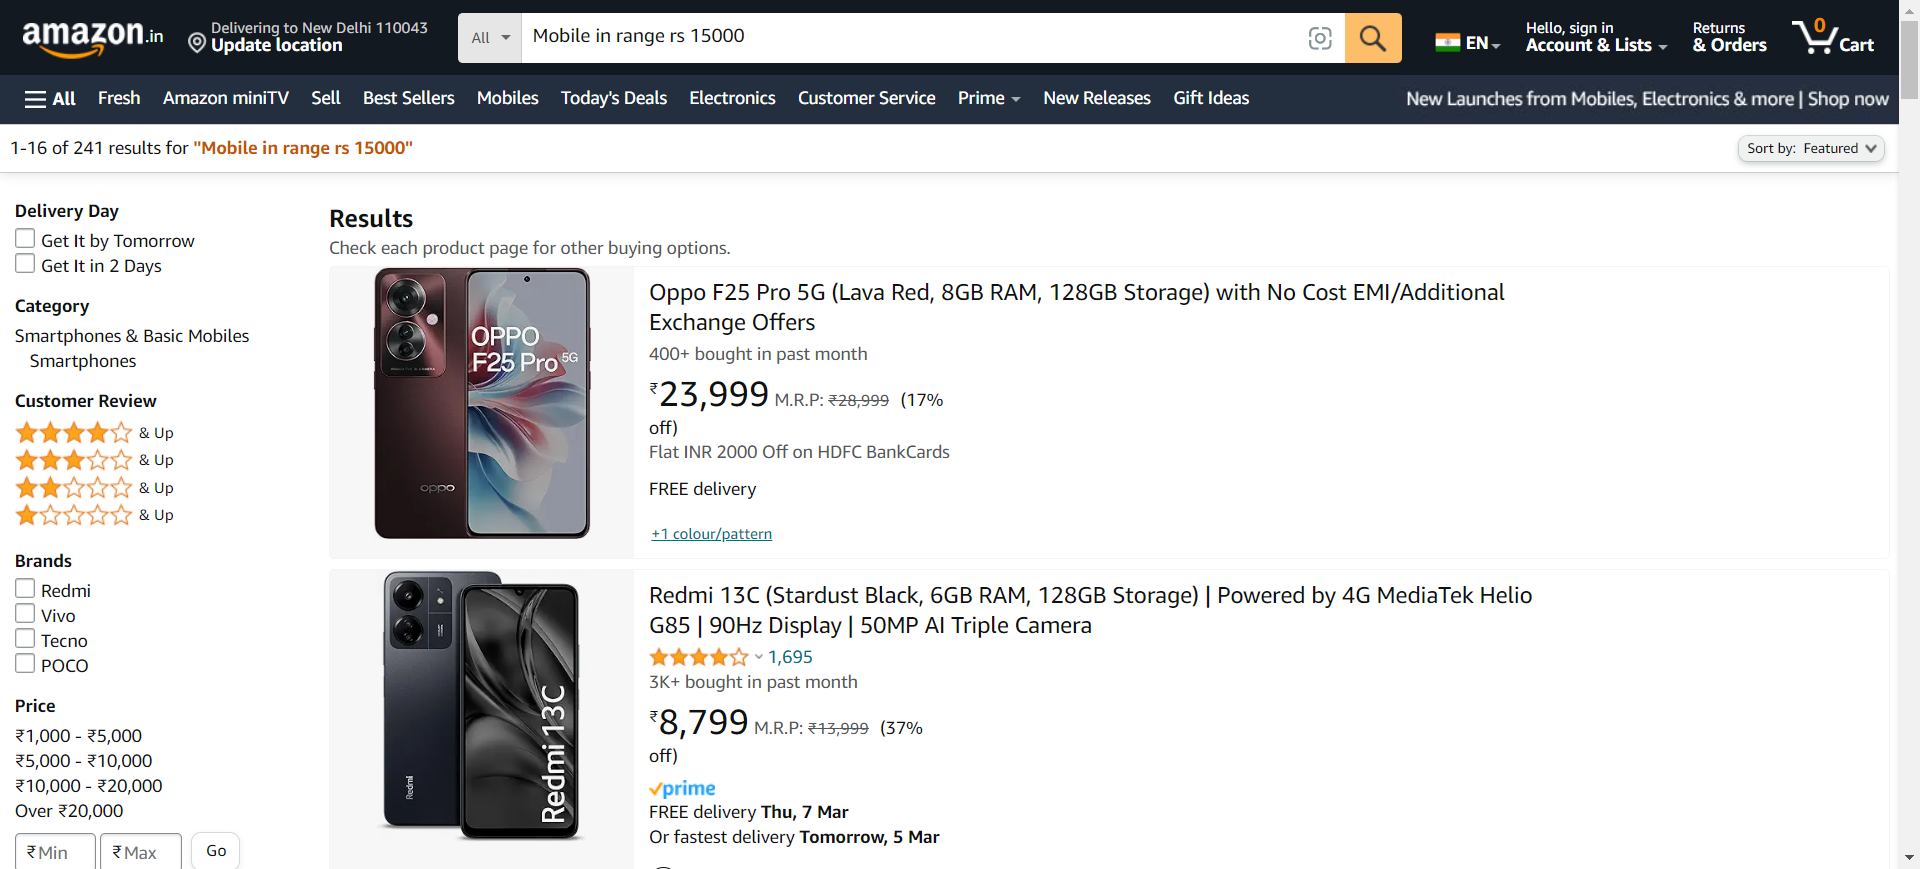 amazon.in
Delivering to New Delhi 110043
Update location
All
Mobile in range rs 15000
EN
Hello, sign in
Account & Lists
Returns
& Orders
0
Cart
All
Fresh
Amazon miniTV
Sell
Best Sellers
Mobiles
Today's Deals
Electronics
Customer Service
Prime
New Releases
Gift Ideas
New Launches from Mobiles, Electronics & more | Shop now
1-16 of 241 results for "Mobile in range rs 15000"
Sort by: Featured
Delivery Day
Get It by Tomorrow
Get It in 2 Days
Category
Smartphones & Basic Mobiles
Smartphones
Customer Review
& Up
& Up
& Up
& Up
Brands
Redmi
Vivo
Tecno
POCO
Price
₹1,000 - ₹5,000
₹5,000 - ₹10,000
₹10,000 - ₹20,000
Over ₹20,000
₹ Min
₹ Max
Go
Results
Check each product page for other buying options.
OPPO
F25 Pro 5G
oppo
Oppo F25 Pro 5G (Lava Red, 8GB RAM, 128GB Storage) with No Cost EMI/Additional
Exchange Offers
400+ bought in past month
₹23,999 M.R.P: ₹28,999 (17%
off)
Flat INR 2000 Off on HDFC BankCards
FREE delivery
+1 colour/pattern
Redmi
Redmi 13C
Redmi 13C (Stardust Black, 6GB RAM, 128GB Storage) | Powered by 4G MediaTek Helio
G85 | 90Hz Display | 50MP AI Triple Camera
1,695
3K+ bought in past month
₹8,799 M.R.P: ₹13,999 (37%
off)
prime
FREE delivery Thu, 7 Mar
Or fastest delivery Tomorrow, 5 Mar